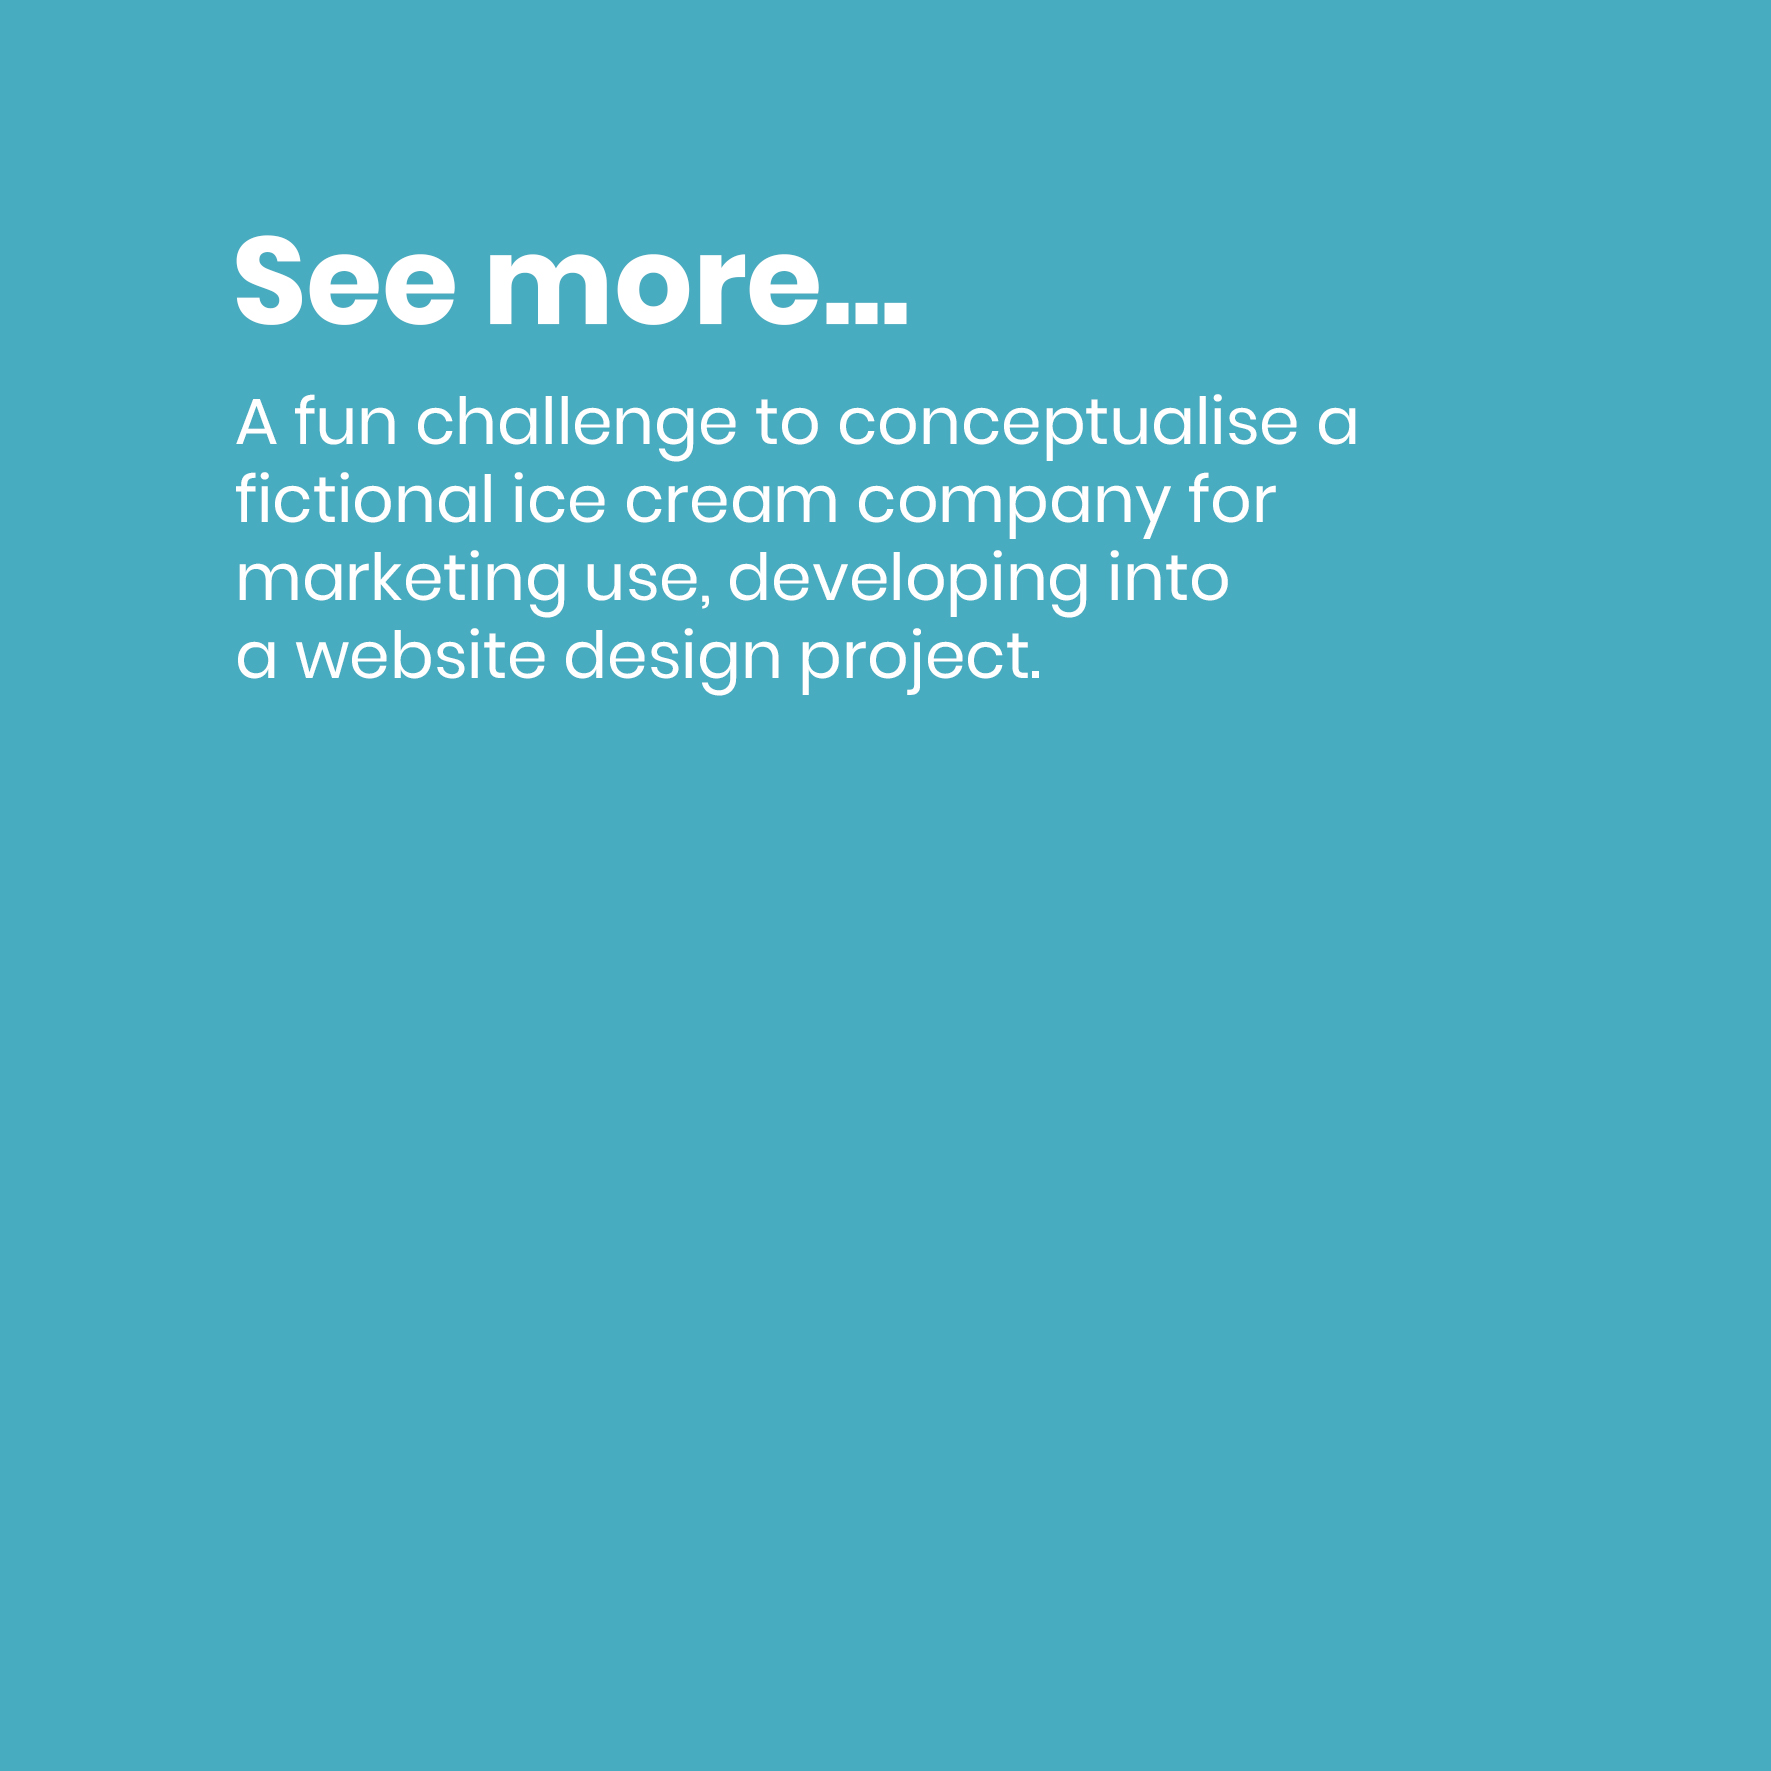 See more...
A fun challenge to conceptualise a
fictional ice cream company for
marketing use, developing into
a website design project.